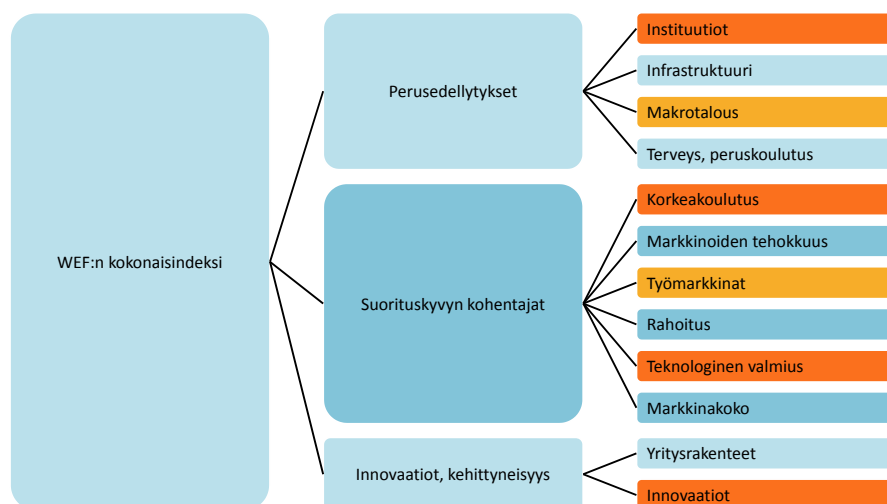 WEF:n kokonaisindeksi
Perusedellytykset
Instituutiot
Infrastruktuuri
Makrotalous
Terveys, peruskoulutus
Suorituskyvyn kohentajat
Korkeakoulutus
Markkinoiden tehokkuus
Työmarkkinat
Rahoitus
Teknologinen valmius
Markkinakoko
Innovaatiot, kehittyneisyys
Yritysrakenteet
Innovaatiot